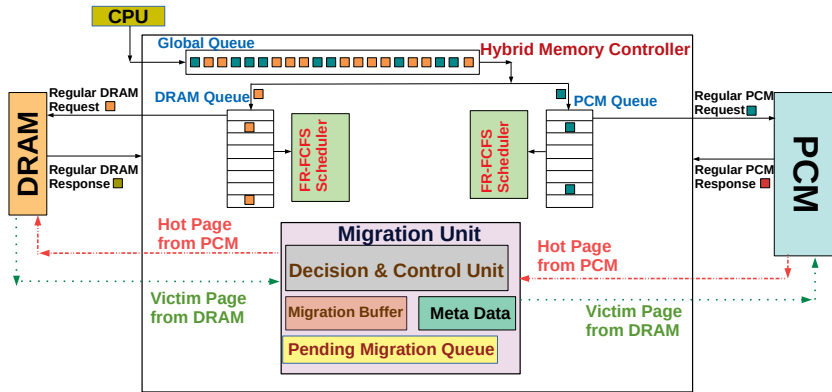 CPU
Global Queue
Hybrid Memory Controller
Regular DRAM
Request
DRAM Queue
PCM Queue
Regular PCM
Request
DRAM
FR-FCFS
Scheduler
FR-FCFS
Scheduler
PCM
Regular DRAM
Response
Regular PCM
Response
Hot Page
from PCM
Migration Unit
Hot Page
from PCM
Decision & Control Unit
Victim Page
from DRAM
Migration Buffer
Meta Data
Victim Page
from DRAM
Pending Migration Queue